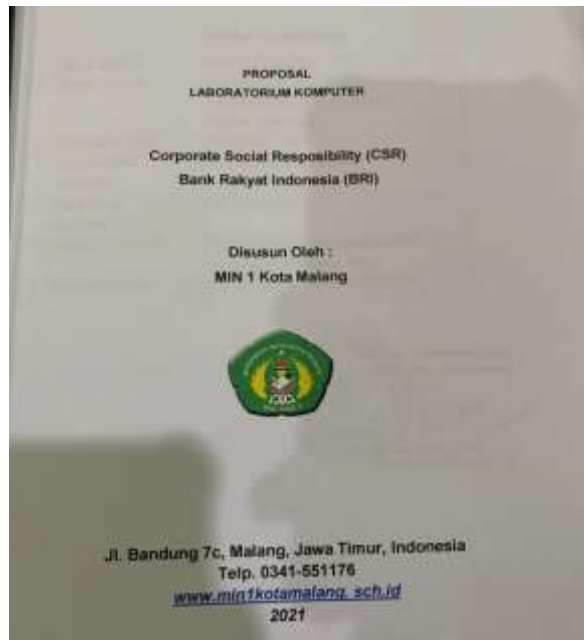 PROPOSAL
LABORATORIUM KOMPUTER
Corporate Social Resposibility (CSR)
Bank Rakyat Indonesia (BRI)
Disusun Oleh :
MIN 1 Kota Malang
Jl. Bandung 7c, Malang, Jawa Timur, Indonesia
Telp. 0341-551176
www.min1kotamalang. sch.id
2021